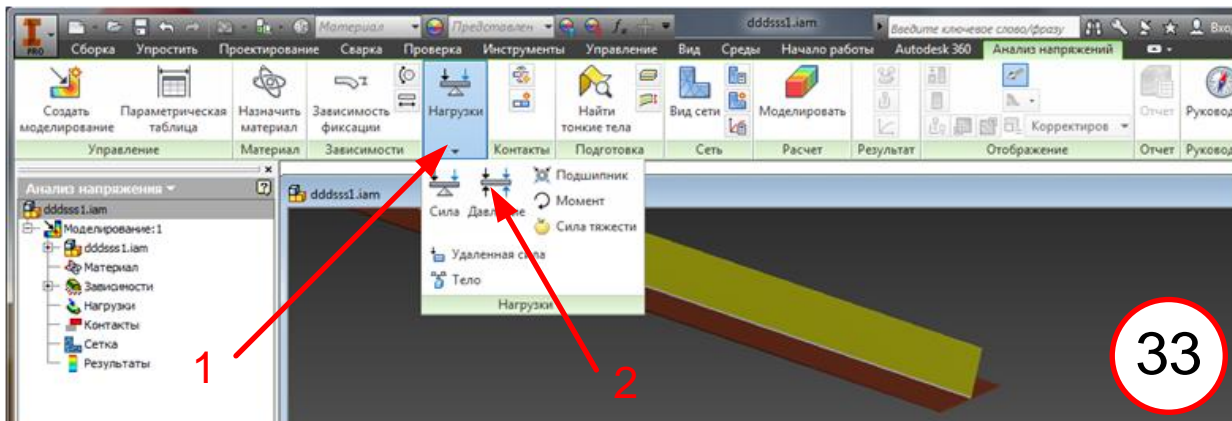 Материал Представлен fx dddsss1.iam Введите ключевое слово/фразу
PRO Сборка Упростить Проектирование Сварка Проверка Инструменты Управление Вид Среды Начало работы Autodesk 360 Анализ напряжений
Создать моделирование
Параметрическая таблица
Назначить материал
Зависимость фиксации
Нагрузки
Найти тонкие тела
Вид сети
Моделировать
Корректиров
Отчет
Руковод
Управление Материал Зависимости Контакты Подготовка Сеть Расчет Результат Отображение Отчет Руковод
Анализ напряжения
dddsss1.iam
Моделирование:1
dddsss1.iam
Материал
Зависимости
Нагрузки
Контакты
Сетка
Результаты
dddsss1.iam
Сила
Подшипник
Момент
Сила тяжести
Удаленная сила
Тело
Нагрузки
1
2
33